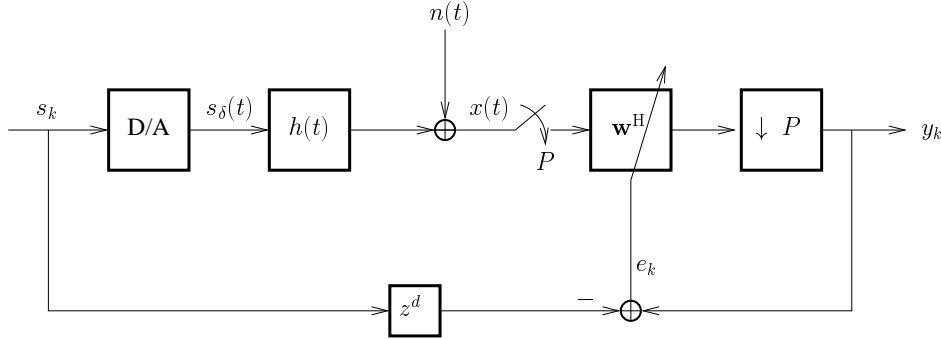 n(t)
s_k
D/A
s_δ(t)
h(t)
x(t)
P
w^H
↓ P
y_k
e_k
z^d
−